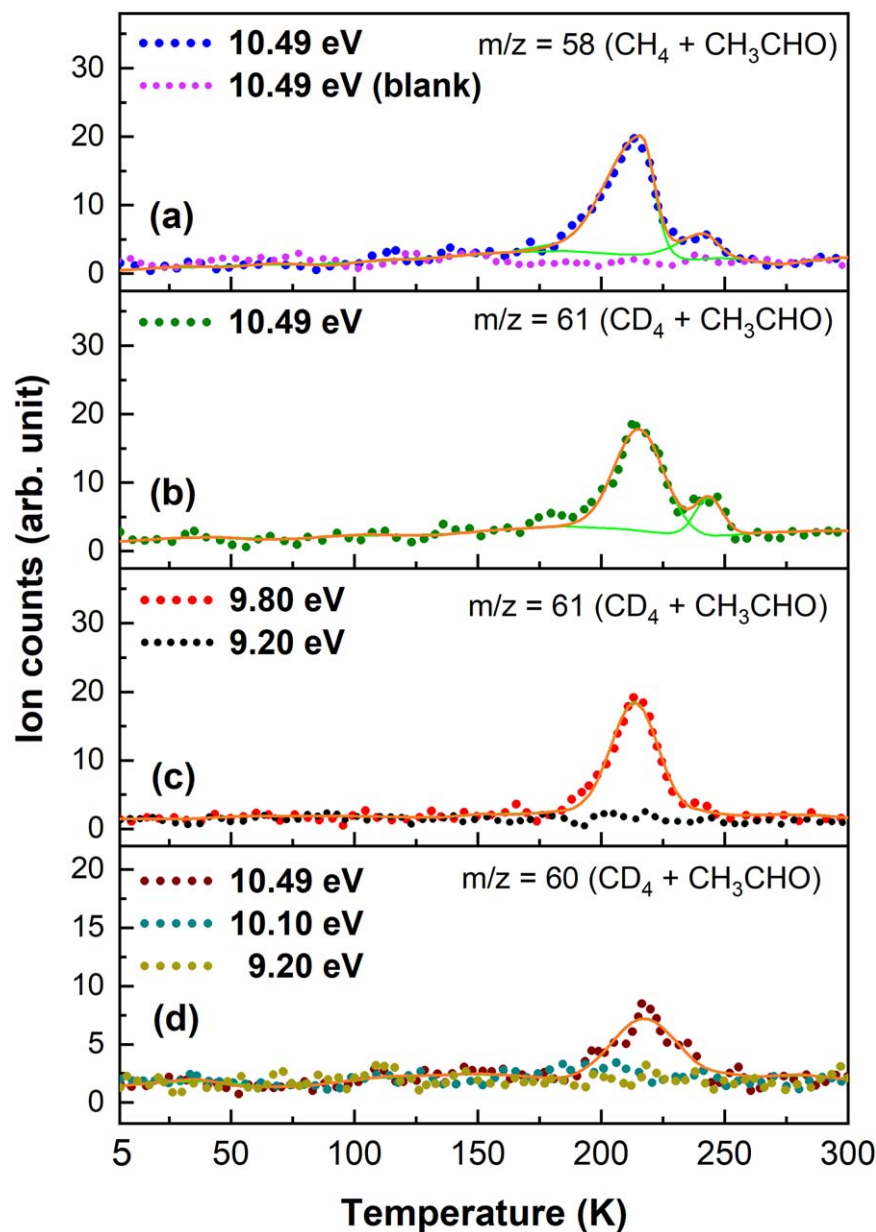 10.49 eV
m/z = 58 (CH₄ + CH₃CHO)
10.49 eV (blank)
30
20
10
0
(a)
10.49 eV
m/z = 61 (CD₄ + CH₃CHO)
30
20
10
0
(b)
9.80 eV
m/z = 61 (CD₄ + CH₃CHO)
9.20 eV
30
20
10
0
(c)
10.49 eV
m/z = 60 (CD₄ + CH₃CHO)
10.10 eV
9.20 eV
20
15
10
5
0
(d)
Ion counts (arb. unit)
5 50 100 150 200 250 300
Temperature (K)